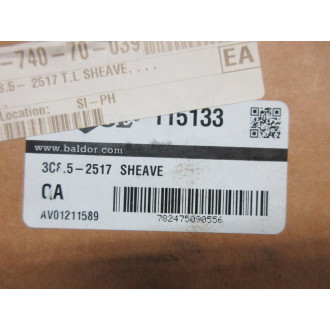 -740-70-039
8.5- 2517 T.L SHEAVE. . . .
EA
Location: SI-PH
115133
www.baldor.com
3C8.5-2517 SHEAVE
CA
AV01211589
782475090556